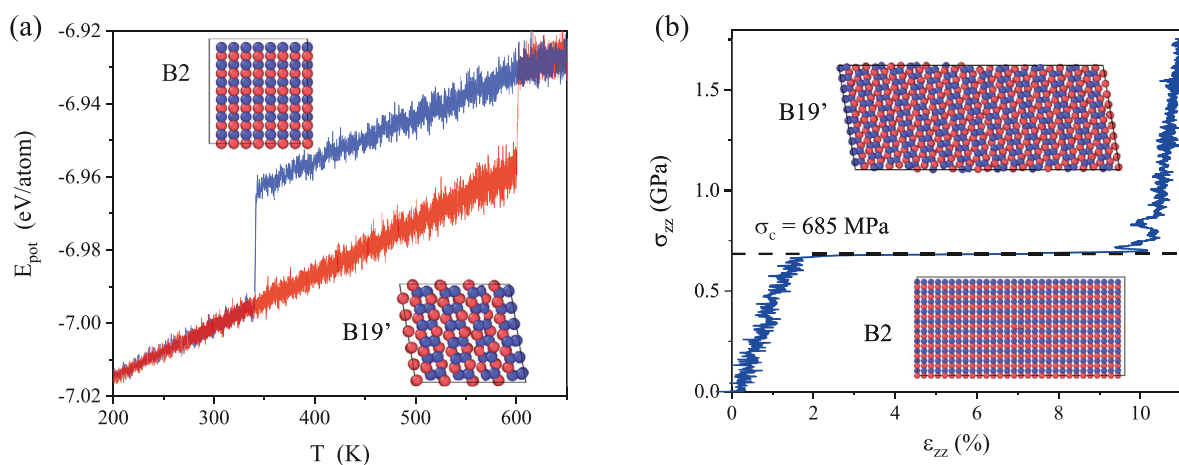 (a)
-6.92
-6.94
-6.96
-6.98
-7.00
-7.02
E_pot (eV/atom)
B2
B19'
200
300
400
500
600
T (K)
(b)
1.5
1.0
0.5
0.0
σ_zz (GPa)
B19'
σ_c = 685 MPa
B2
0
2
4
6
8
10
ε_zz (%)